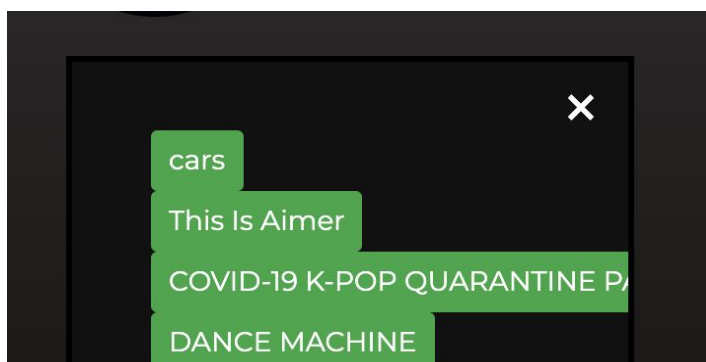 ×
cars
This Is Aimer
COVID-19 K-POP QUARANTINE
DANCE MACHINE